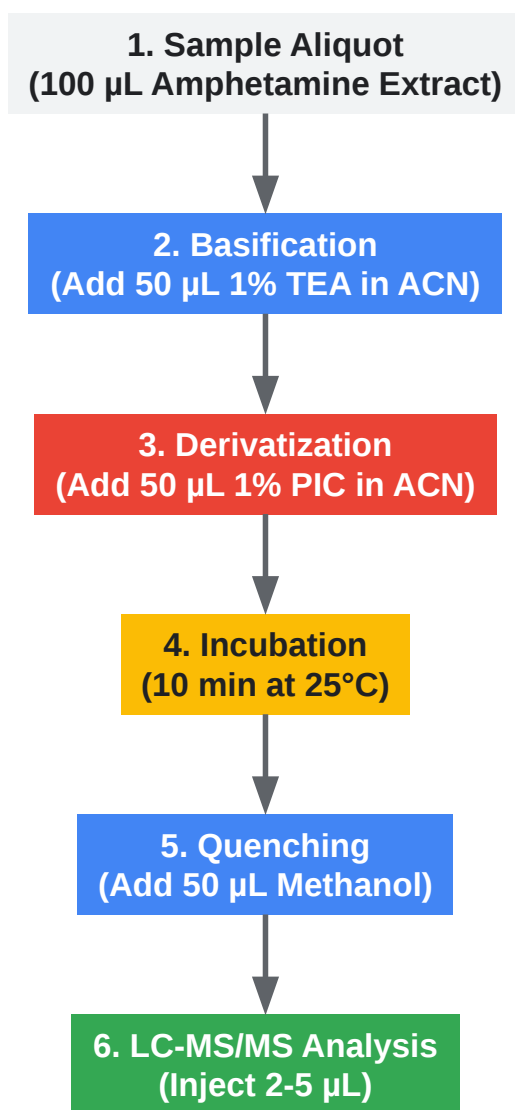 1. Sample Aliquot
(100 µL Amphetamine Extract)
2. Basification
(Add 50 µL 1% TEA in ACN)
3. Derivatization
(Add 50 µL 1% PIC in ACN)
4. Incubation
(10 min at 25°C)
5. Quenching
(Add 50 µL Methanol)
6. LC-MS/MS Analysis
(Inject 2-5 µL)